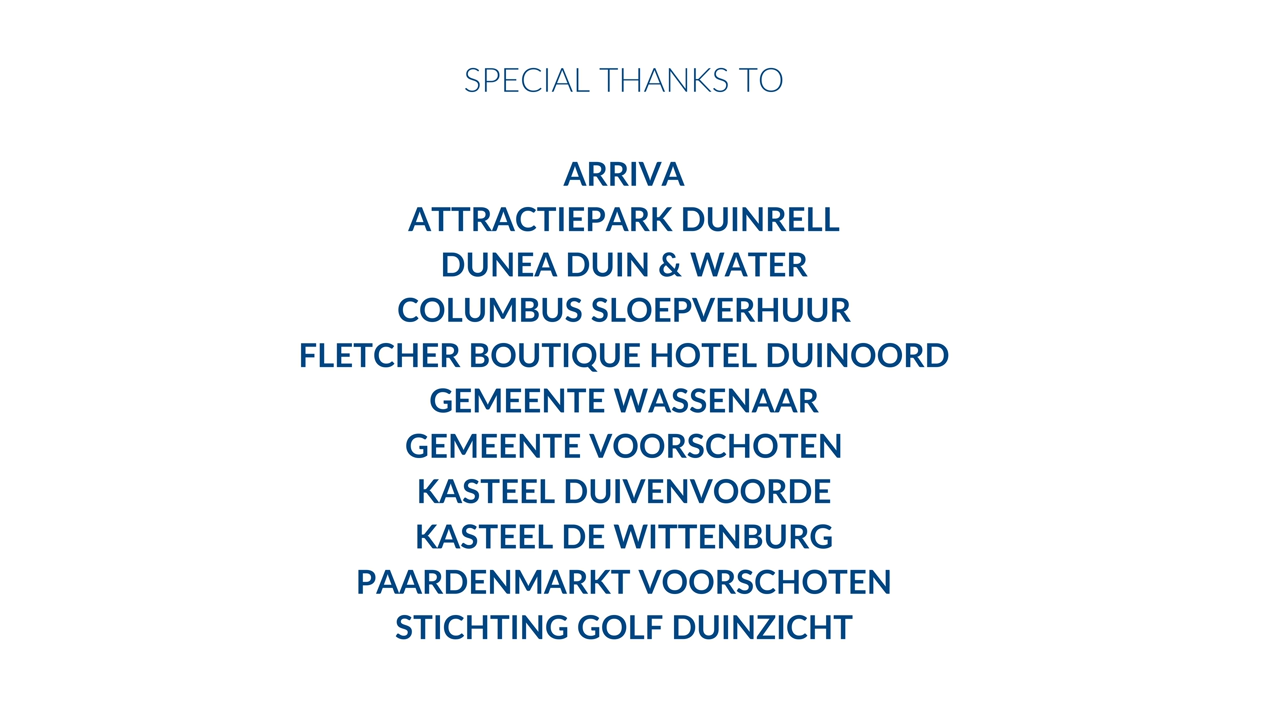 SPECIAL THANKS TO
ARRIVA
ATTRACTIEPARK DUINRELL
DUNEA DUIN & WATER
COLUMBUS SLOEPVERHUUR
FLETCHER BOUTIQUE HOTEL DUINOORD
GEMEENTE WASSENAAR
GEMEENTE VOORSCHOTEN
KASTEEL DUIVENVOORDE
KASTEEL DE WITTENBURG
PAARDENMARKT VOORSCHOTEN
STICHTING GOLF DUINZICHT